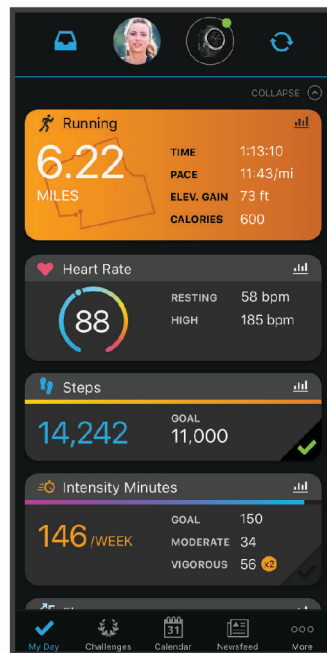 COLLAPSE
Running
6.22
MILES
TIME 1:13:10
PACE 11:43/mi
ELEV. GAIN 73 ft
CALORIES 600
Heart Rate
88
RESTING 58 bpm
HIGH 185 bpm
Steps
14,242
GOAL
11,000
Intensity Minutes
146 /WEEK
GOAL 150
MODERATE 34
VIGOROUS 56 x2
31
My Day Challenges Calendar Newsfeed More